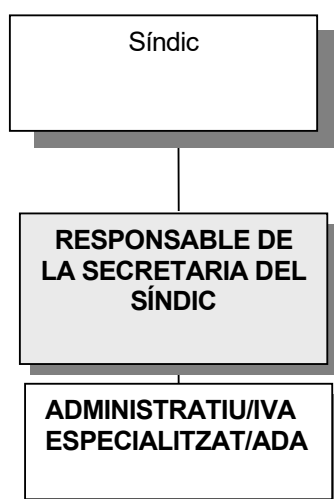 Síndic
RESPONSABLE DE
LA SECRETARIA DEL
SÍNDIC
ADMINISTRATIU/IVA
ESPECIALITZAT/ADA